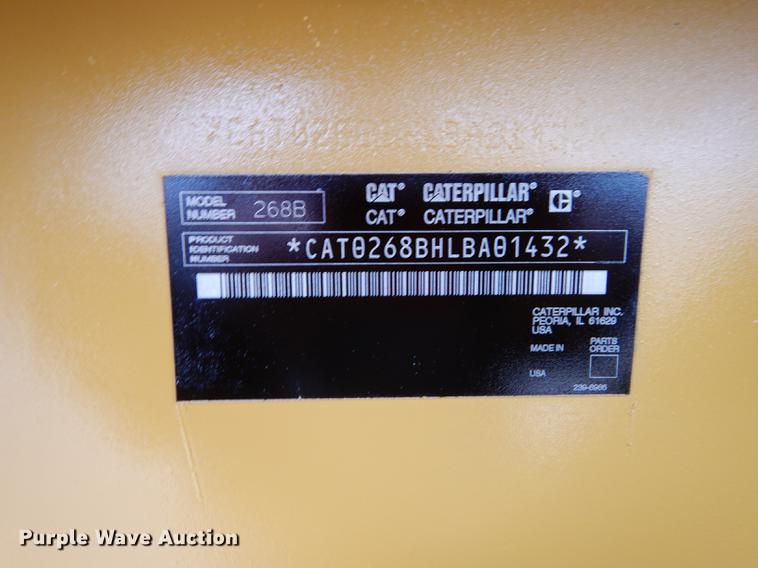 MODEL NUMBER 268B
CAT® CATERPILLAR® C®
CAT® CATERPILLAR®
PRODUCT IDENTIFICATION NUMBER *CAT0268BHLBA01432*
CATERPILLAR INC.
PEORIA, IL 61629
USA
MADE IN
USA
PARTS ORDER
239-6986
Purple Wave Auction